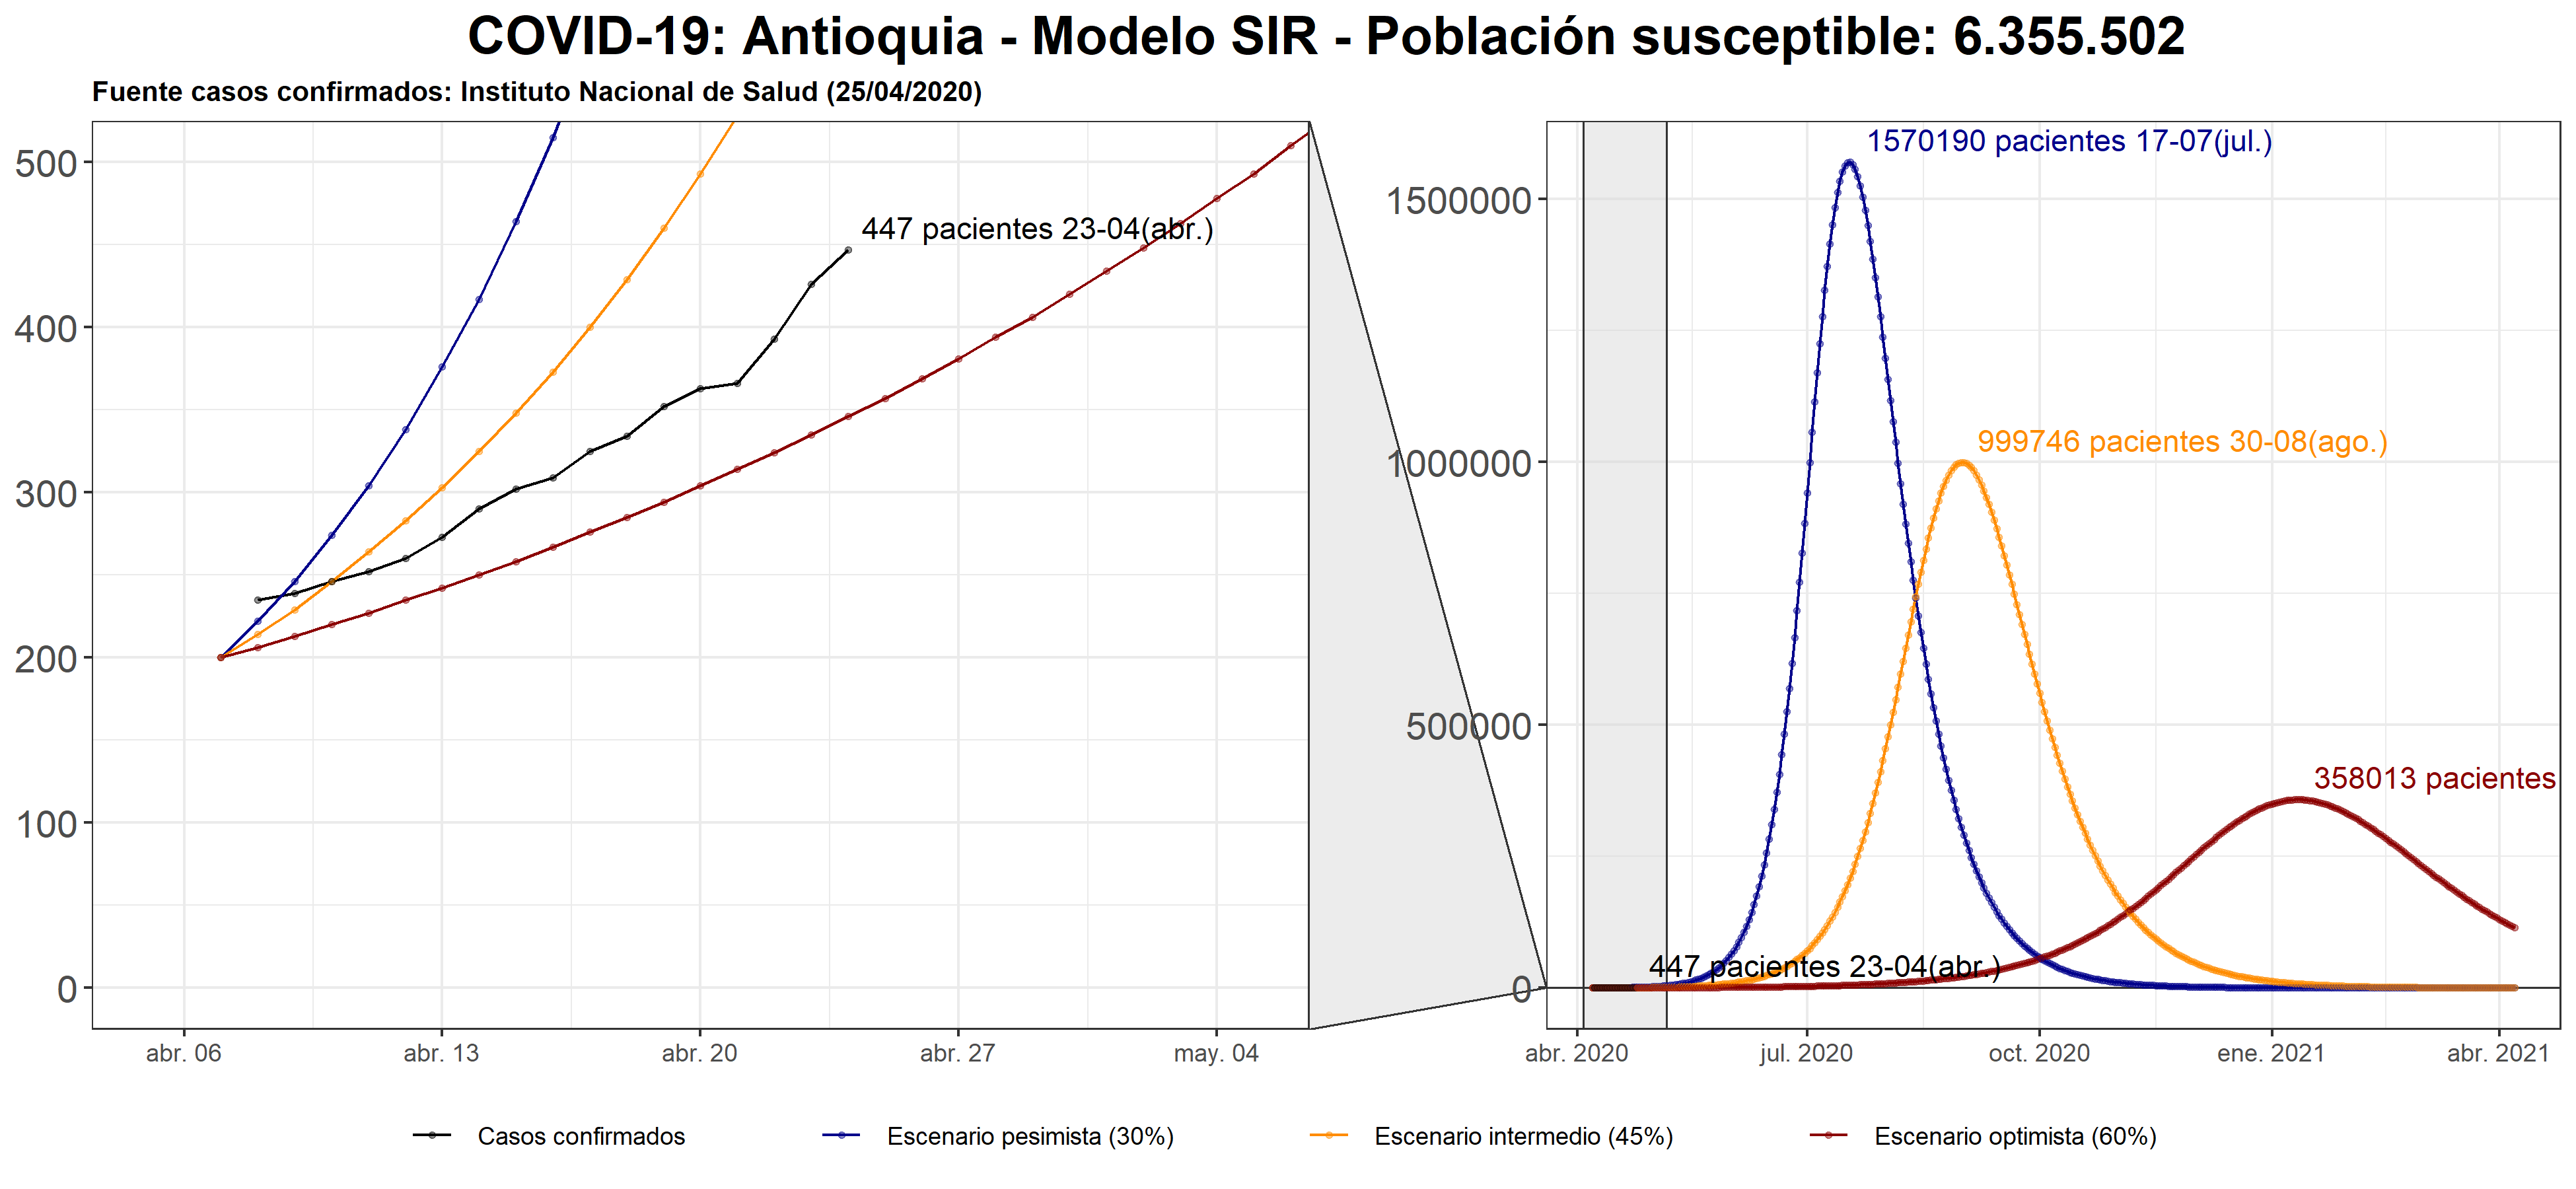 COVID-19: Antioquia - Modelo SIR - Población susceptible: 6.355.502
Fuente casos confirmados: Instituto Nacional de Salud (25/04/2020)
500
400
300
200
100
0
447 pacientes 23-04(abr.)
abr. 06
abr. 13
abr. 20
abr. 27
may. 04
1500000
1000000
500000
0
1570190 pacientes 17-07(jul.)
999746 pacientes 30-08(ago.)
358013 pacientes
447 pacientes 23-04(abr.)
abr. 2020
jul. 2020
oct. 2020
ene. 2021
abr. 2021
Casos confirmados
Escenario pesimista (30%)
Escenario intermedio (45%)
Escenario optimista (60%)